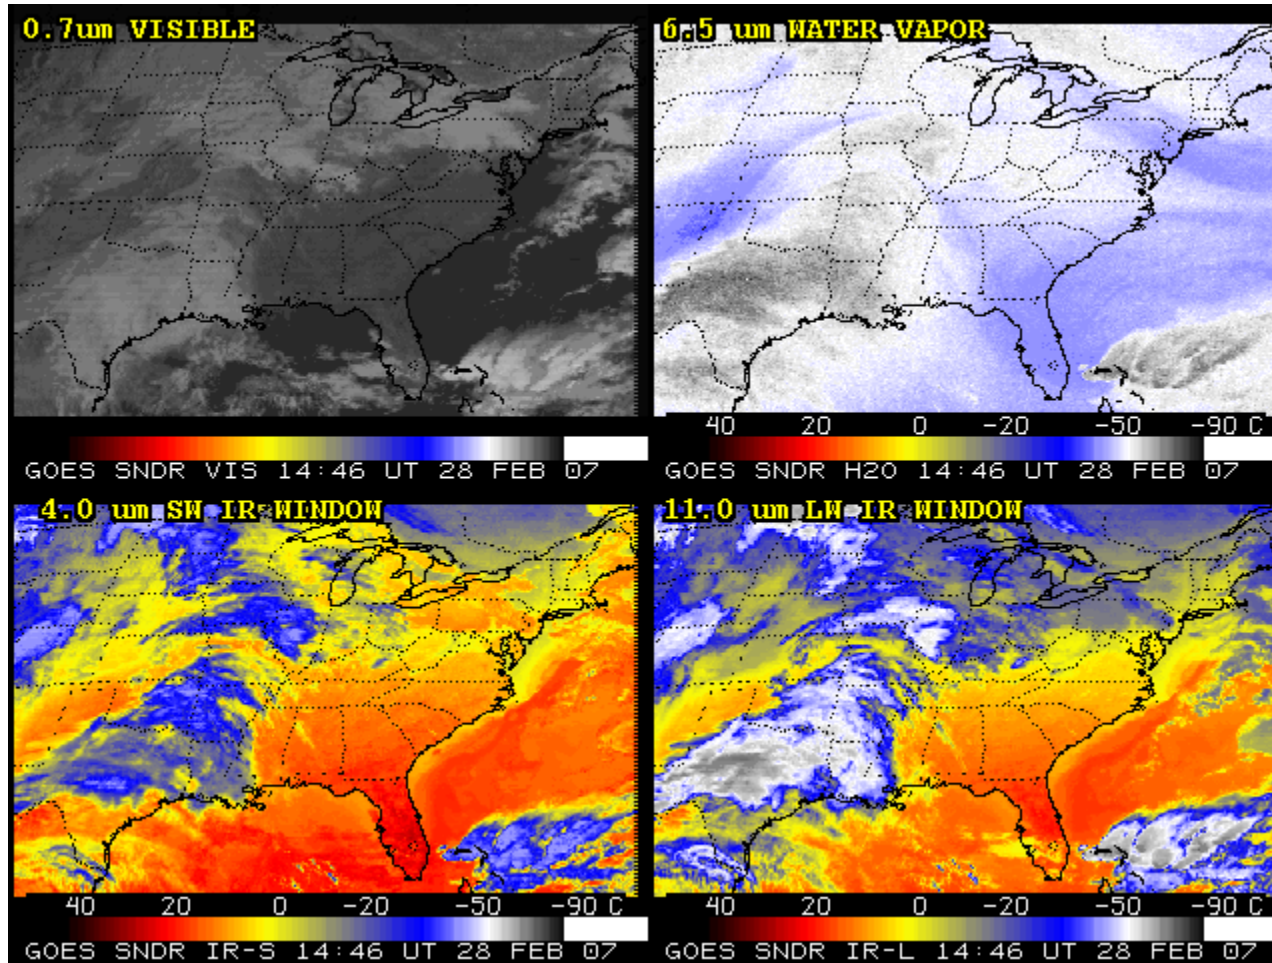 0.7um VISIBLE
6.5 um WATER VAPOR
40 20 0 -20 -50 -90 C
GOES SNDR VIS 14:46 UT 28 FEB 07
GOES SNDR H2O 14:46 UT 28 FEB 07
4.0 um SW IR WINDOW
11.0 um LW IR WINDOW
40 20 0 -20 -50 -90 C
40 20 0 -20 -50 -90 C
GOES SNDR IR-S 14:46 UT 28 FEB 07
GOES SNDR IR-L 14:46 UT 28 FEB 07